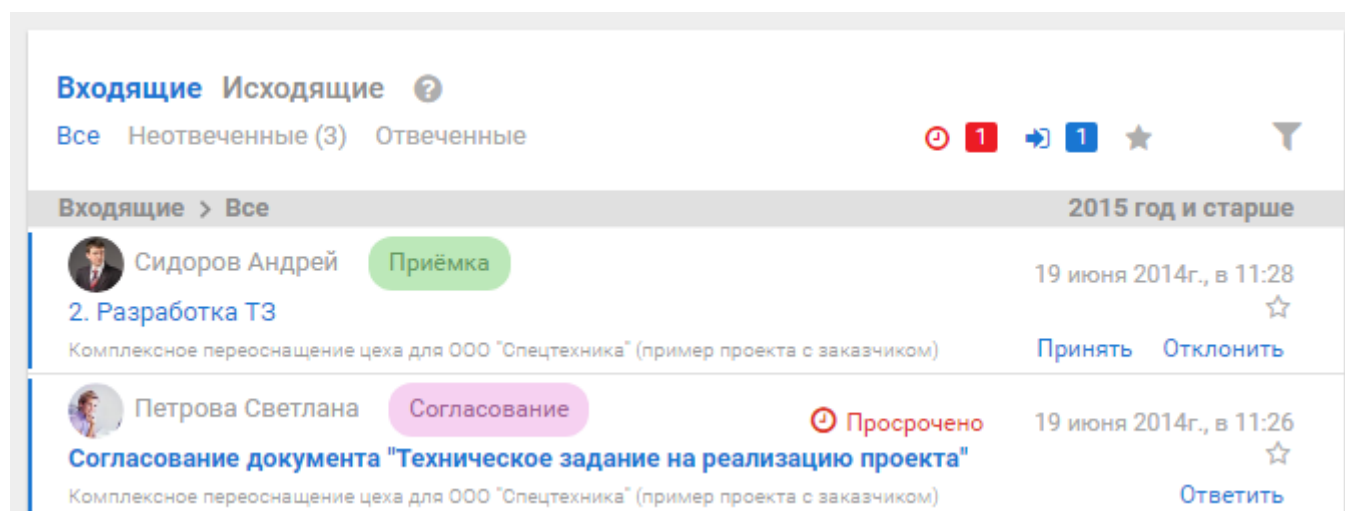 Входящие Исходящие ?
Все Неотвеченные (3) Отвеченные 1 1
Входящие > Все 2015 год и старше
Сидоров Андрей Приёмка 19 июня 2014г., в 11:28
2. Разработка ТЗ
Комплексное переоснащение цеха для ООО "Спецтехника" (пример проекта с заказчиком) Принять Отклонить
Петрова Светлана Согласование Просрочено 19 июня 2014г., в 11:26
Согласование документа "Техническое задание на реализацию проекта"
Комплексное переоснащение цеха для ООО "Спецтехника" (пример проекта с заказчиком) Ответить